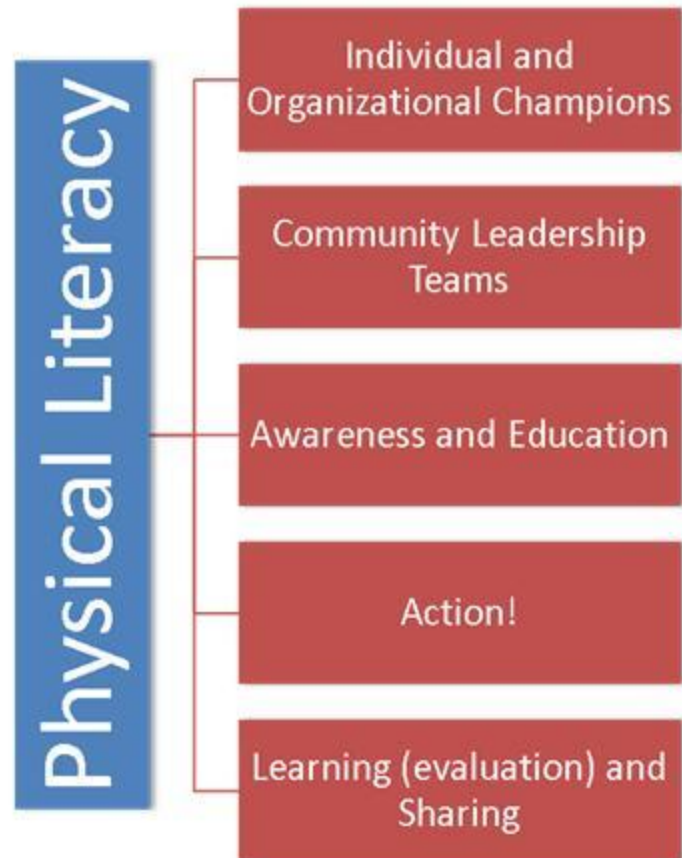 Physical Literacy
Individual and
Organizational Champions
Community Leadership
Teams
Awareness and Education
Action!
Learning (evaluation) and
Sharing